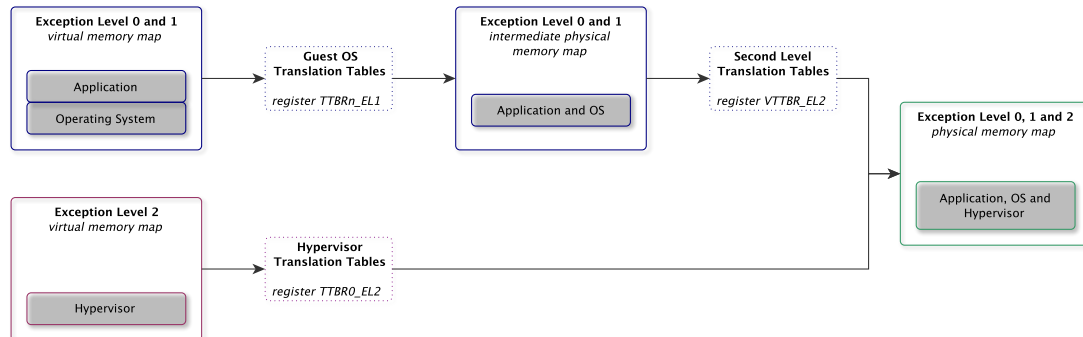 Exception Level 0 and 1
virtual memory map
Application
Operating System
Guest OS
Translation Tables
register TTBRn_EL1
Exception Level 0 and 1
intermediate physical
memory map
Application and OS
Second Level
Translation Tables
register VTTBR_EL2
Exception Level 0, 1 and 2
physical memory map
Application, OS and
Hypervisor
Exception Level 2
virtual memory map
Hypervisor
Hypervisor
Translation Tables
register TTBR0_EL2